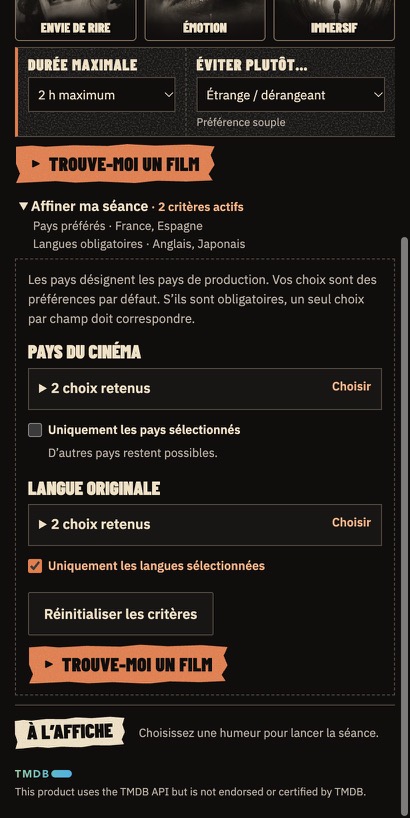 ENVIE DE RIRE
ÉMOTION
IMMERSIF
DURÉE MAXIMALE
ÉVITER PLUTÔT…
2 h maximum
Étrange / dérangeant
Préférence souple
TROUVE-MOI UN FILM
Affiner ma séance · 2 critères actifs
Pays préférés · France, Espagne
Langues obligatoires · Anglais, Japonais
Les pays désignent les pays de production. Vos choix sont des
préférences par défaut. S’ils sont obligatoires, un seul choix
par champ doit correspondre.
PAYS DU CINÉMA
2 choix retenus
Choisir
Uniquement les pays sélectionnés
D’autres pays restent possibles.
LANGUE ORIGINALE
2 choix retenus
Choisir
Uniquement les langues sélectionnées
Réinitialiser les critères
TROUVE-MOI UN FILM
À L’AFFICHE
Choisissez une humeur pour lancer la séance.
TMDB
This product uses the TMDB API but is not endorsed or certified by TMDB.